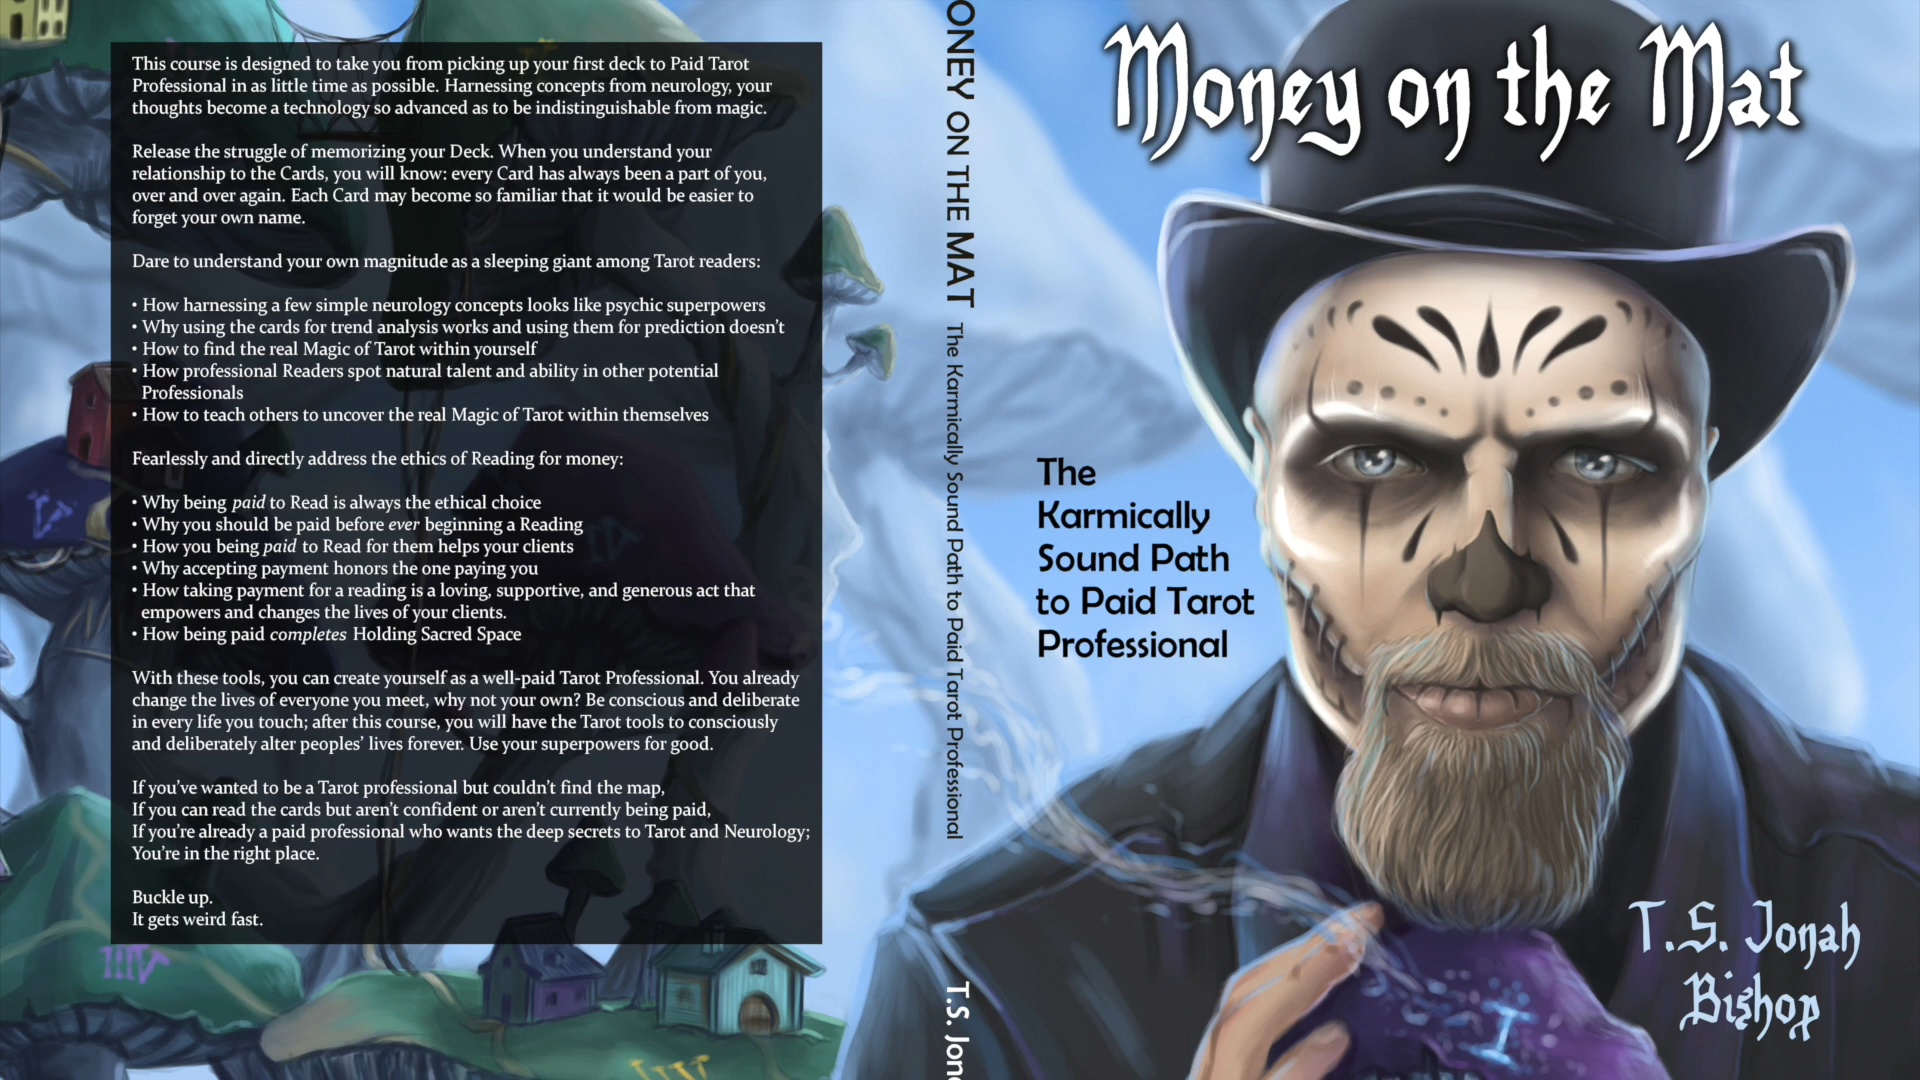 This course is designed to take you from picking up your first deck to Paid Tarot
Professional in as little time as possible. Harnessing concepts from neurology, your
thoughts become a technology so advanced as to be indistinguishable from magic.
Release the struggle of memorizing your Deck. When you understand your
relationship to the Cards, you will know: every Card has always been a part of you,
over and over again. Each Card may become so familiar that it would be easier to
forget your own name.
Dare to understand your own magnitude as a sleeping giant among Tarot readers:
• How harnessing a few simple neurology concepts looks like psychic superpowers
• Why using the cards for trend analysis works and using them for prediction doesn't
• How to find the real Magic of Tarot within yourself
• How professional Readers spot natural talent and ability in other potential
Professionals
• How to teach others to uncover the real Magic of Tarot within themselves
Fearlessly and directly address the ethics of Reading for money:
• Why being paid to Read is always the ethical choice
• Why you should be paid before ever beginning a Reading
• How you being paid to Read for them helps your clients
• Why accepting payment honors the one paying you
• How taking payment for a reading is a loving, supportive, and generous act that
empowers and changes the lives of your clients.
• How being paid completes Holding Sacred Space
With these tools, you can create yourself as a well-paid Tarot Professional. You already
change the lives of everyone you meet, why not your own? Be conscious and deliberate
in every life you touch; after this course, you will have the Tarot tools to consciously
and deliberately alter peoples' lives forever. Use your superpowers for good.
If you've wanted to be a Tarot professional but couldn't find the map,
If you can read the cards but aren't confident or aren't currently being paid,
If you're already a paid professional who wants the deep secrets to Tarot and Neurology;
You're in the right place.
Buckle up.
It gets weird fast.
ONEY ON THE MAT The Karmically Sound Path to Paid Tarot Professional
T.S. Jona
Money on the Mat
The
Karmically
Sound Path
to Paid Tarot
Professional
T.S. Jonah
Bishop